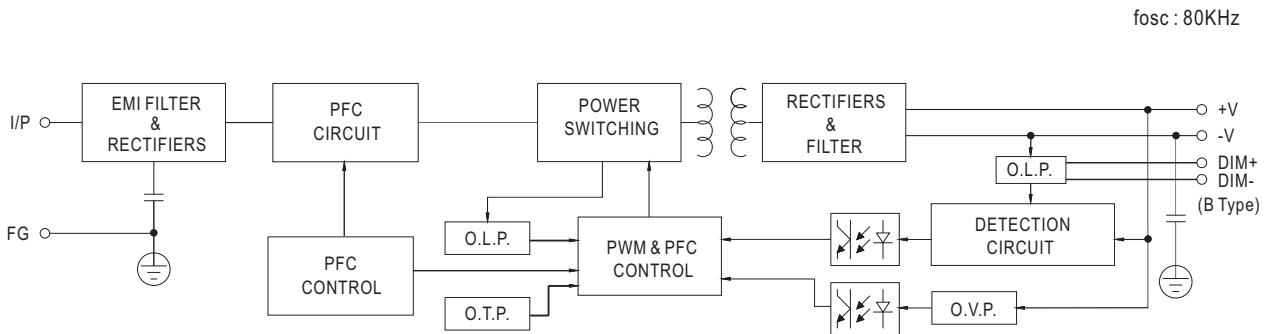 fosc : 80KHz
I/P
EMI FILTER
&
RECTIFIERS
PFC
CIRCUIT
POWER
SWITCHING
RECTIFIERS
&
FILTER
+V
-V
O.L.P.
DIM+
DIM-
(B Type)
FG
PFC
CONTROL
O.L.P.
O.T.P.
PWM & PFC
CONTROL
DETECTION
CIRCUIT
O.V.P.